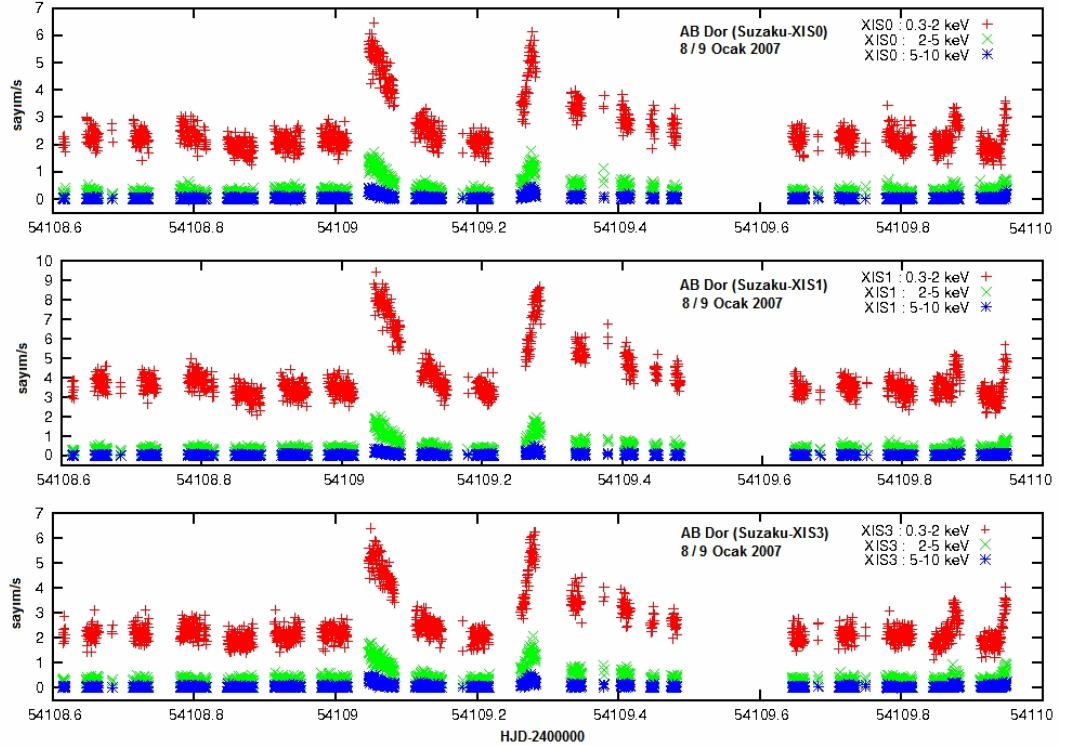 7
6
5
4
3
2
1
0
sayım/s
AB Dor (Suzaku-XIS0)
8 / 9 Ocak 2007
XIS0 : 0.3-2 keV
XIS0 : 2-5 keV
XIS0 : 5-10 keV
54108.6 54108.8 54109 54109.2 54109.4 54109.6 54109.8 54110
10
9
8
7
6
5
4
3
2
1
0
sayım/s
AB Dor (Suzaku-XIS1)
8 / 9 Ocak 2007
XIS1 : 0.3-2 keV
XIS1 : 2-5 keV
XIS1 : 5-10 keV
54108.6 54108.8 54109 54109.2 54109.4 54109.6 54109.8 54110
7
6
5
4
3
2
1
0
sayım/s
AB Dor (Suzaku-XIS3)
8 / 9 Ocak 2007
XIS3 : 0.3-2 keV
XIS3 : 2-5 keV
XIS3 : 5-10 keV
54108.6 54108.8 54109 54109.2 54109.4 54109.6 54109.8 54110
HJD-2400000